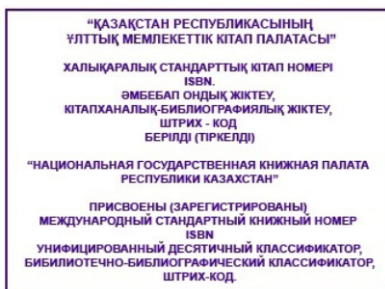 “ҚАЗАҚСТАН РЕСПУБЛИКАСЫНЫҢ
ҰЛТТЫҚ МЕМЛЕКЕТТІК КІТАП ПАЛАТАСЫ”
ХАЛЫҚАРАЛЫҚ СТАНДАРТТЫҚ КІТАП НОМЕРІ
ISBN.
ӘМБЕБАП ОНДЫҚ ЖІКТЕУ,
КІТАПХАНАЛЫҚ-БИБЛИОГРАФИЯЛЫҚ ЖІКТЕУ,
ШТРИХ - КОД
БЕРІЛДІ (ТІРКЕЛДІ)
“НАЦИОНАЛЬНАЯ ГОСУДАРСТВЕННАЯ КНИЖНАЯ ПАЛАТА
РЕСПУБЛИКИ КАЗАХСТАН”
ПРИСВОЕНЫ (ЗАРЕГИСТРИРОВАНЫ)
МЕЖДУНАРОДНЫЙ СТАНДАРТНЫЙ КНИЖНЫЙ НОМЕР
ISBN
УНИФИЦИРОВАННЫЙ ДЕСЯТИЧНЫЙ КЛАССИФИКАТОР,
БИБИЛИОТЕЧНО-БИБЛИОГРАФИЧЕСКИЙ КЛАССИФИКАТОР,
ШТРИХ-КОД.